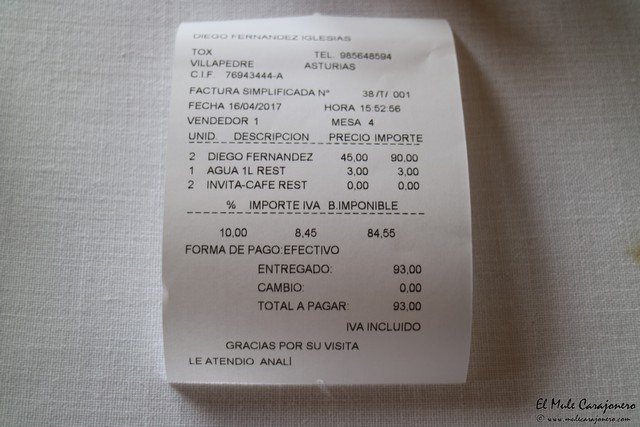 DIEGO FERNANDEZ IGLESIAS
TOX TEL. 985648594
VILLAPEDRE ASTURIAS
C.I.F 76943444-A
FACTURA SIMPLIFICADA Nº 38/T/ 001
FECHA 16/04/2017 HORA 15:52:56
VENDEDOR 1 MESA 4
UNID. DESCRIPCION PRECIO IMPORTE
2 DIEGO FERNANDEZ 45,00 90,00
1 AGUA 1L REST 3,00 3,00
2 INVITA-CAFE REST 0,00 0,00
% IMPORTE IVA B.IMPONIBLE
10,00 8,45 84,55
FORMA DE PAGO:EFECTIVO
ENTREGADO: 93,00
CAMBIO: 0,00
TOTAL A PAGAR: 93,00
IVA INCLUIDO
GRACIAS POR SU VISITA
LE ATENDIO ANALÍ
El Mule Carajonero
© www.mulecarajonero.com